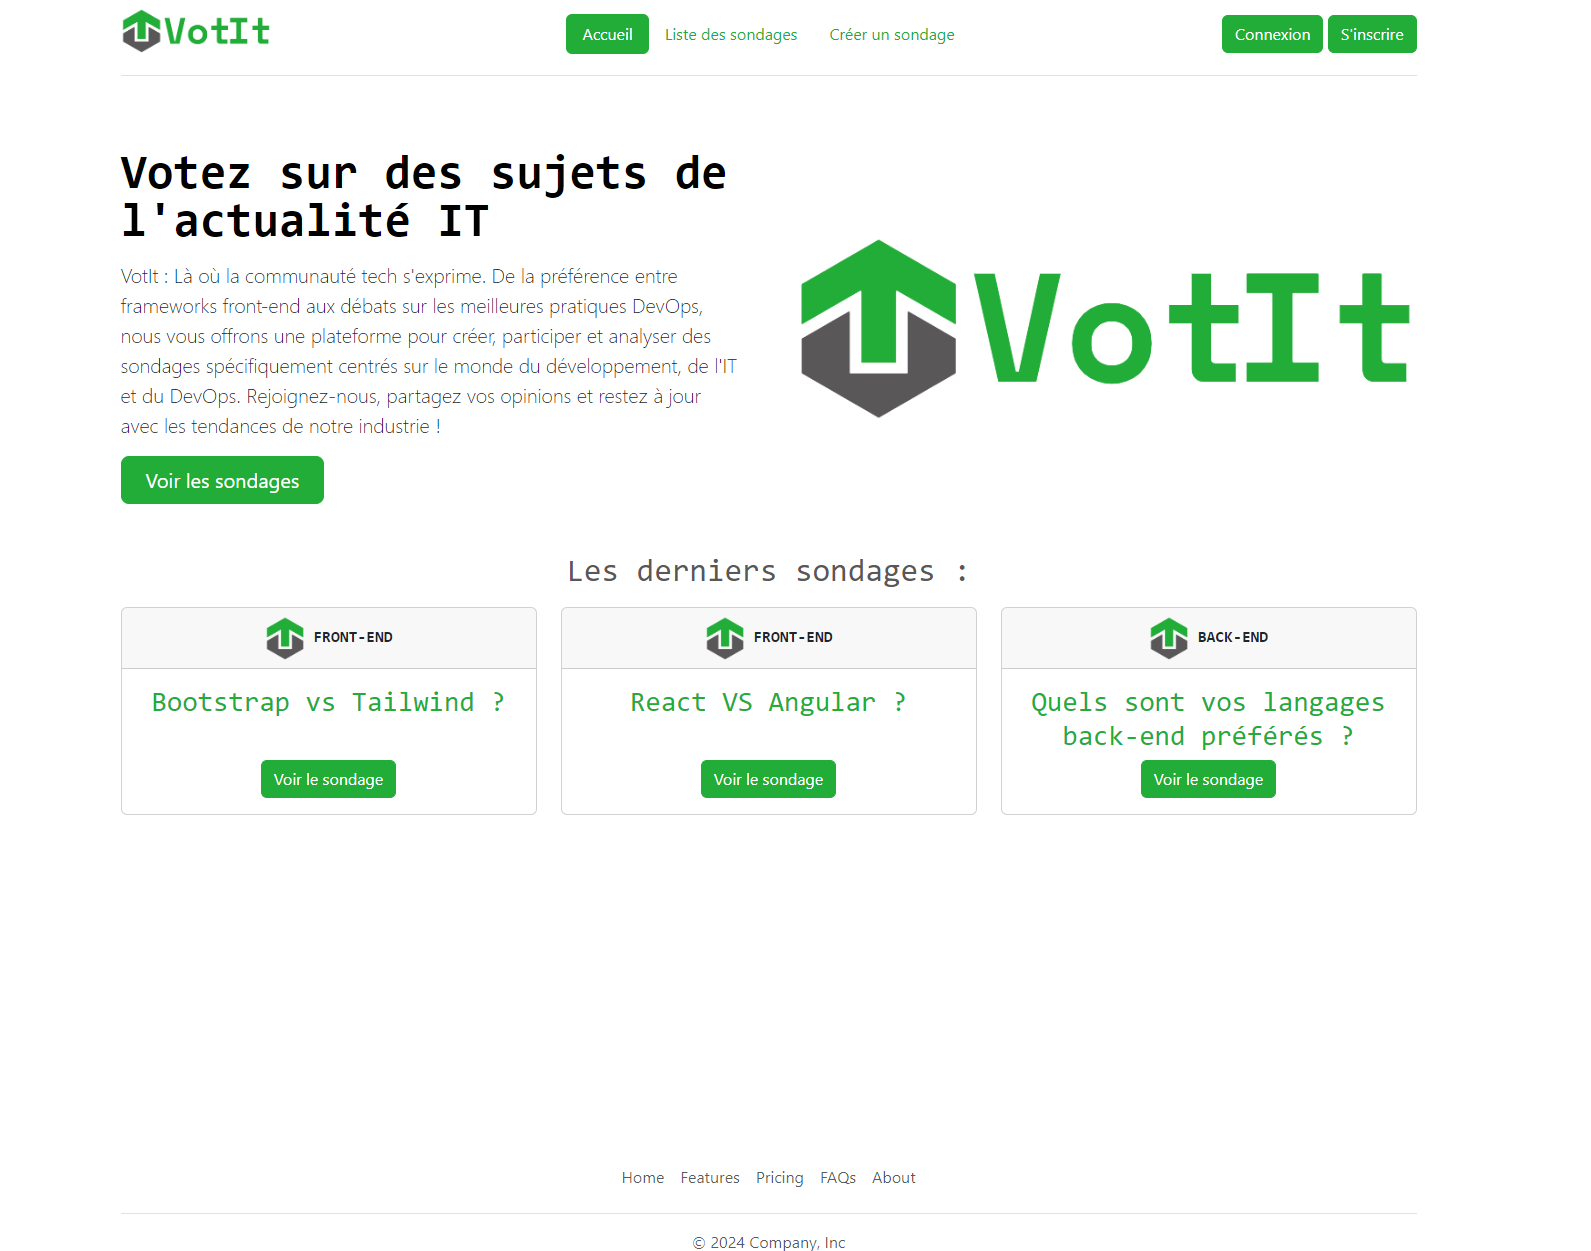 VotIt
Accueil
Liste des sondages
Créer un sondage
Connexion
S'inscrire
Votez sur des sujets de
l'actualité IT
VotIt : Là où la communauté tech s'exprime. De la préférence entre
frameworks front-end aux débats sur les meilleures pratiques DevOps,
nous vous offrons une plateforme pour créer, participer et analyser des
sondages spécifiquement centrés sur le monde du développement, de l'IT
et du DevOps. Rejoignez-nous, partagez vos opinions et restez à jour
avec les tendances de notre industrie !
Voir les sondages
VotIt
Les derniers sondages :
FRONT-END
Bootstrap vs Tailwind ?
Voir le sondage
FRONT-END
React VS Angular ?
Voir le sondage
BACK-END
Quels sont vos langages
back-end préférés ?
Voir le sondage
Home
Features
Pricing
FAQs
About
© 2024 Company, Inc